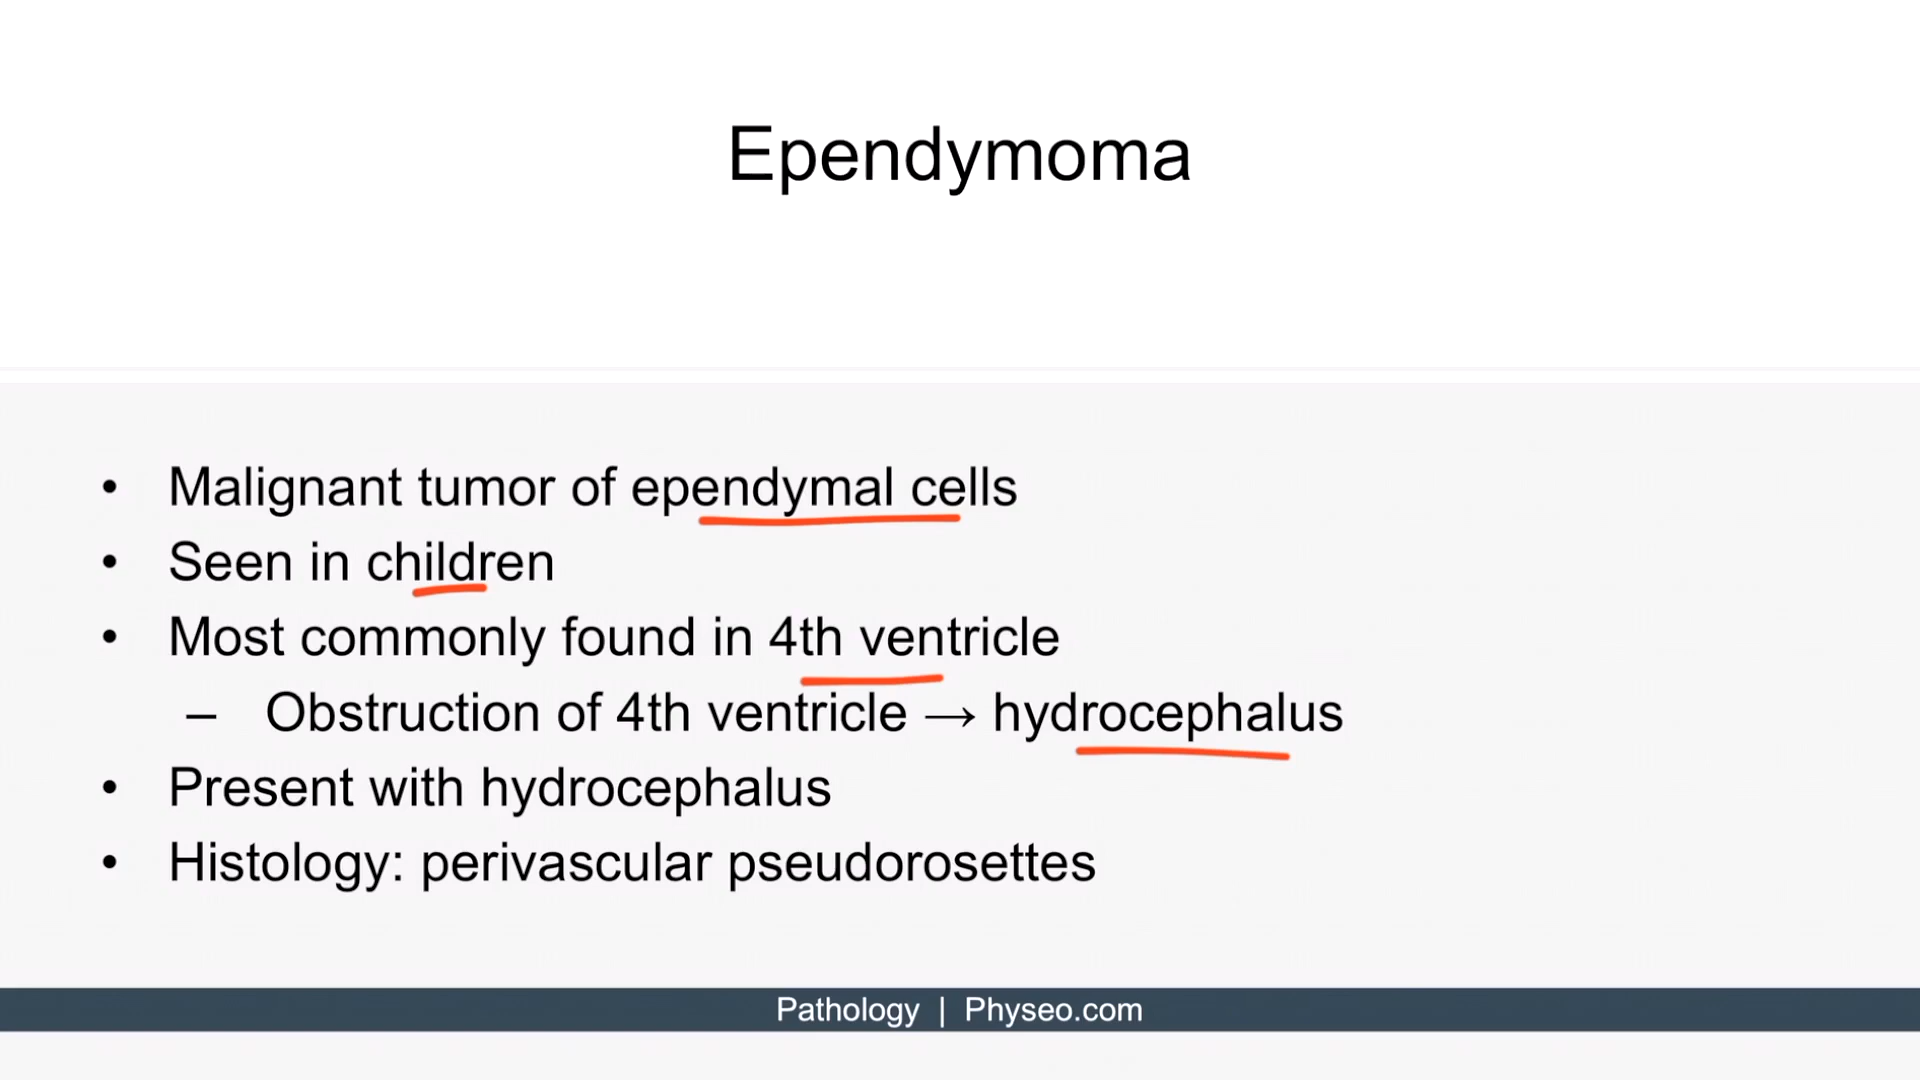 Ependymoma
• Malignant tumor of ependymal cells
• Seen in children
• Most commonly found in 4th ventricle
– Obstruction of 4th ventricle → hydrocephalus
• Present with hydrocephalus
• Histology: perivascular pseudorosettes
Pathology | Physeo.com